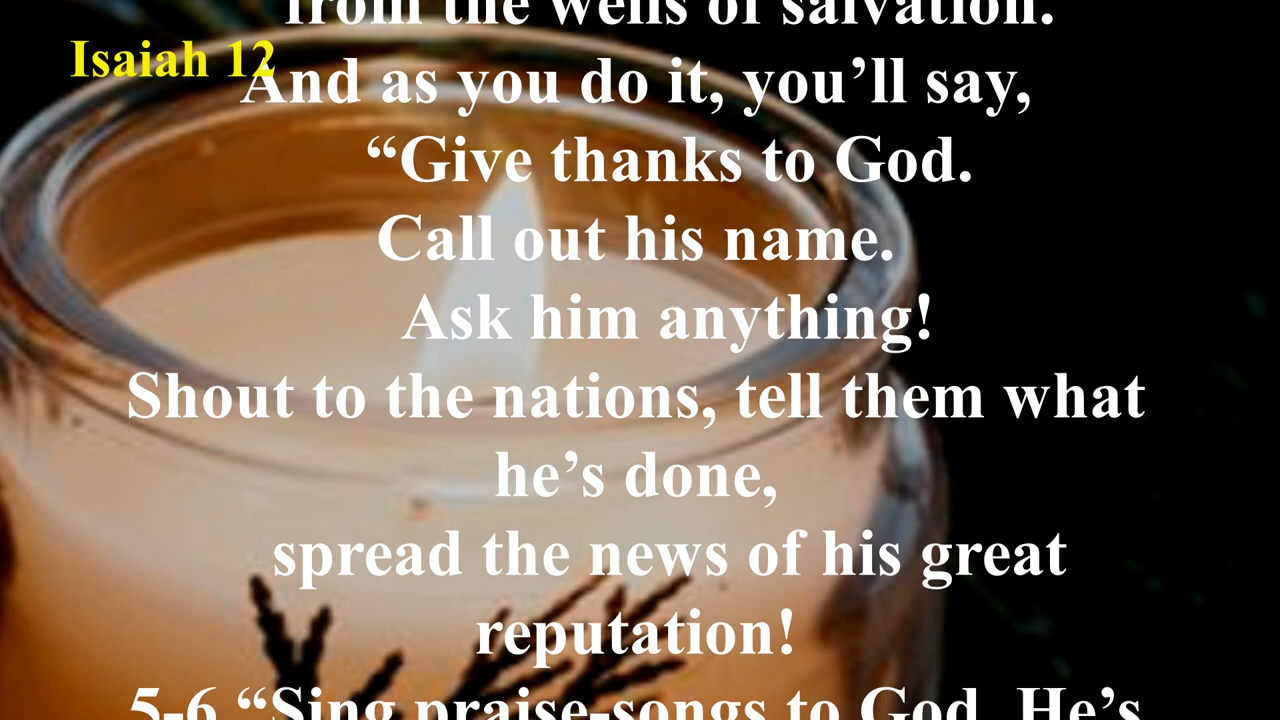 from the wells of salvation.
Isaiah 12
And as you do it, you’ll say,
“Give thanks to God.
Call out his name.
Ask him anything!
Shout to the nations, tell them what
he’s done,
spread the news of his great
reputation!
5-6 “Sing praise-songs to God. He’s